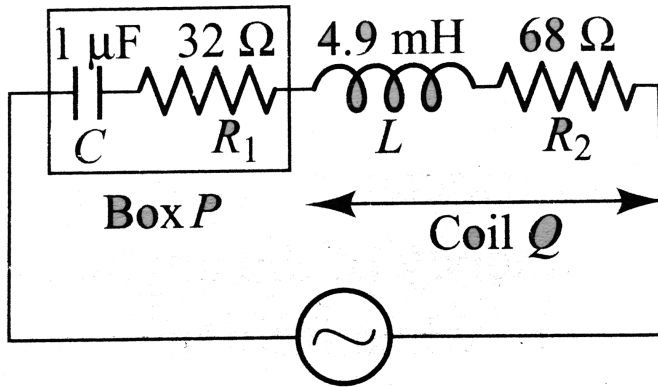 1 μF 32 Ω 4.9 mH 68 Ω
C R₁ L R₂
Box P
Coil Q